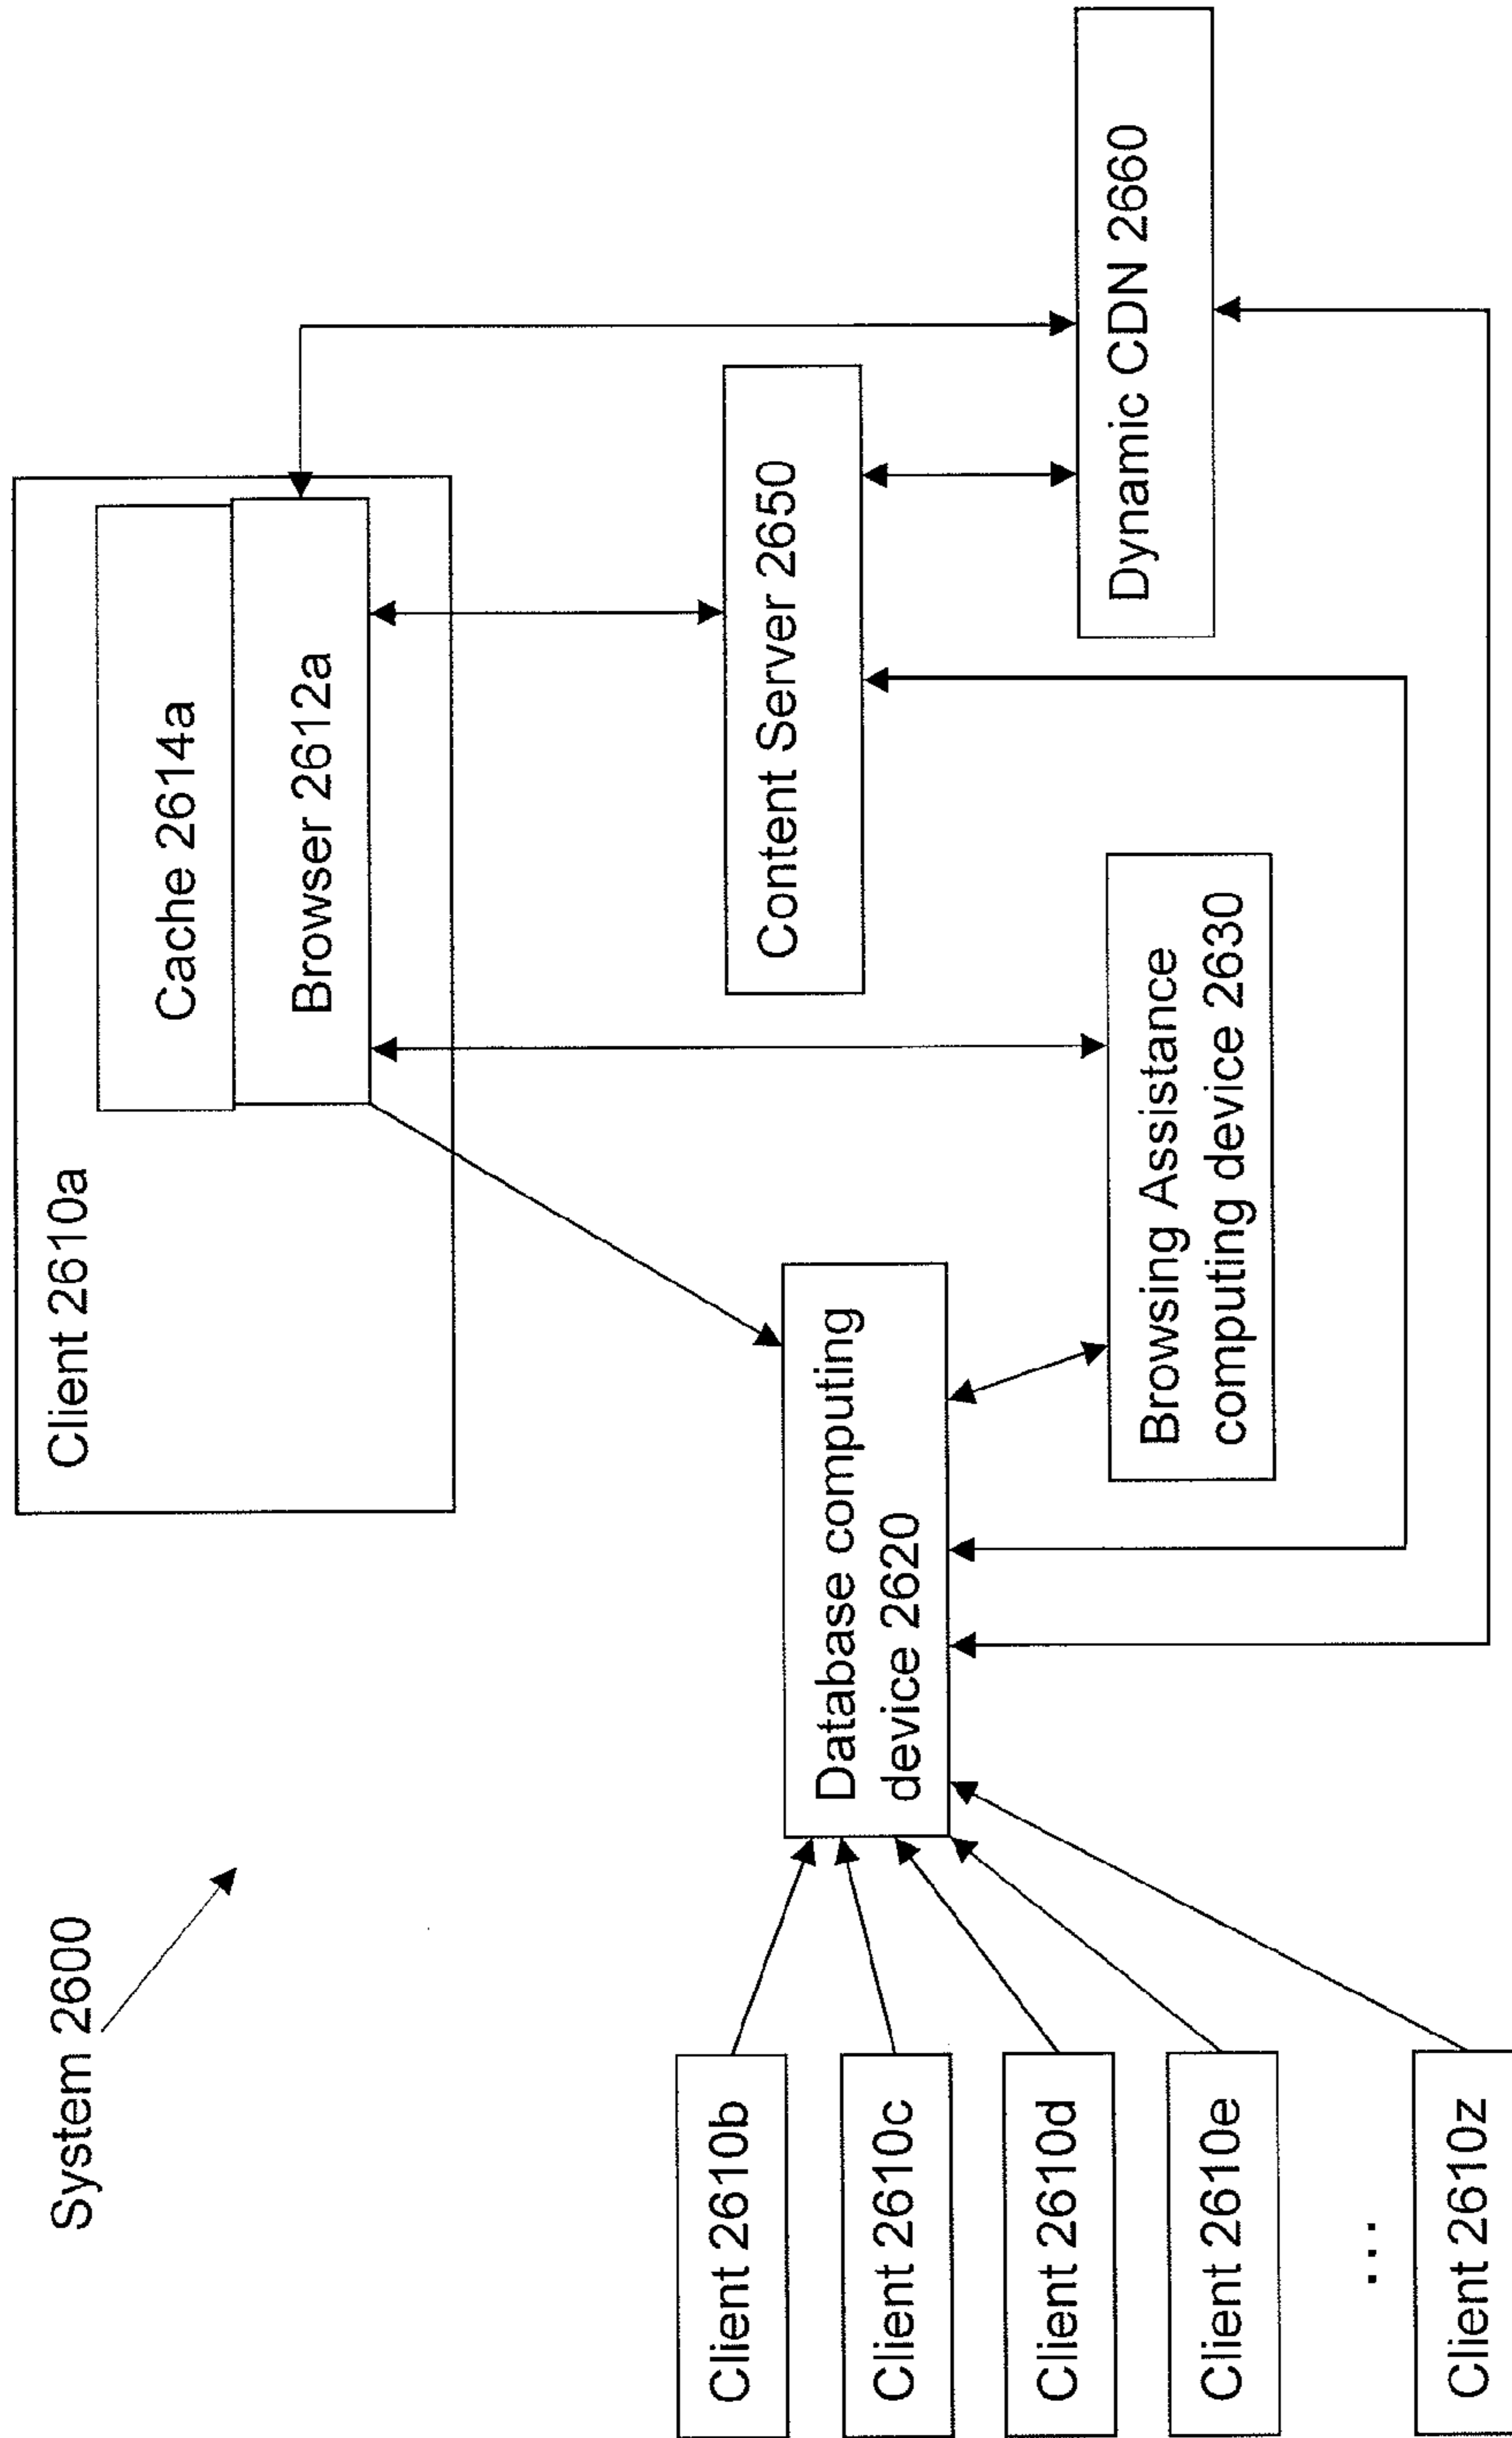 System 2600
Client 2610a
Cache 2614a
Browser 2612a
Client 2610b
Client 2610c
Client 2610d
Client 2610e
...
Client 2610z
Database computing
device 2620
Content Server 2650
Browsing Assistance
computing device 2630
Dynamic CDN 2660